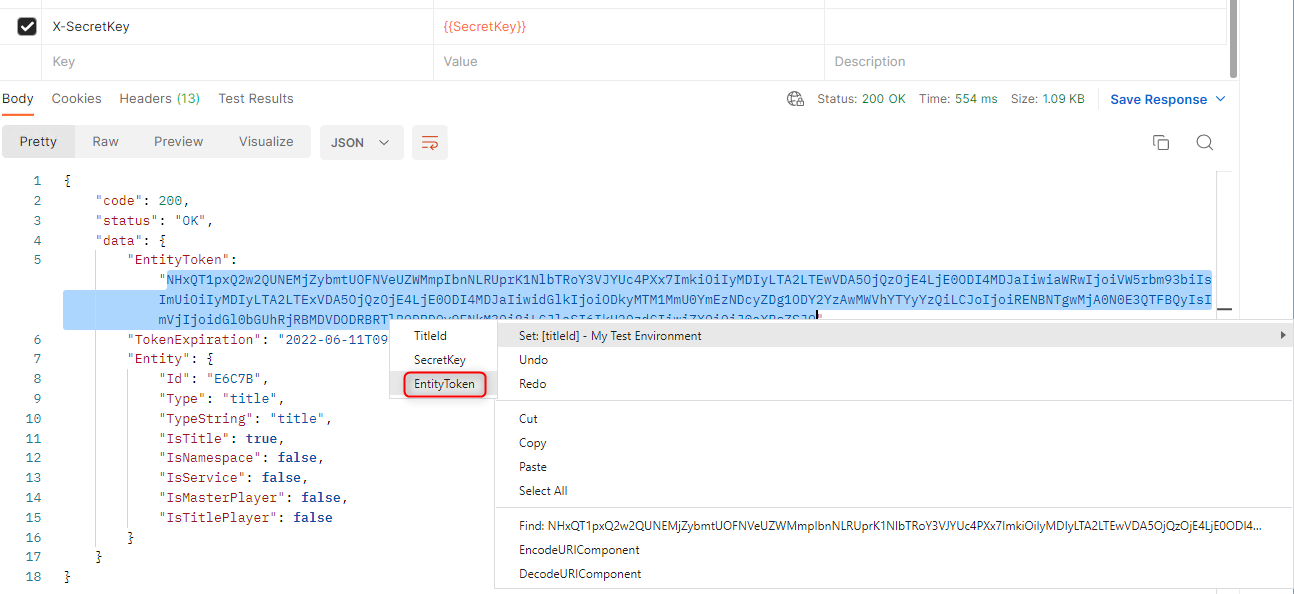 X-SecretKey {{SecretKey}}
Key Value Description
Body Cookies Headers (13) Test Results Status: 200 OK Time: 554 ms Size: 1.09 KB Save Response
Pretty Raw Preview Visualize JSON
1 {
2 "code": 200,
3 "status": "OK",
4 "data": {
5 "EntityToken":
"NHxQT1pxQ2w2QUNEMjZybmtUOFNVeUZWMmpIbnNLRUprK1NlbTRoY3VJYUc4PXx7ImkiOiIyMDIyLTA2LTEwVDA5OjQzOjE4LjE0ODI4MDJaIiwiaWRwIjoiVW5rbm93biIs
ImUiOiIyMDIyLTA2LTExVDA5OjQzOjE4LjE0ODI4MDJaIiwidGlkIjoiODkyMTM1MmU0YmEzNDcyZDg1ODY2YzAwMWVhYTYyYzQiLCJoIjoiRENBNTgwMjA0N0E3QTFBQyIsI
6 "TokenExpiration": "2022-06-11T09
7 "Entity": {
8 "Id": "E6C7B",
9 "Type": "title",
10 "TypeString": "title",
11 "IsTitle": true,
12 "IsNamespace": false,
13 "IsService": false,
14 "IsMasterPlayer": false,
15 "IsTitlePlayer": false
16 }
17 }
18 }
TitleId
SecretKey
EntityToken
Set: [titleId] - My Test Environment
Undo
Redo
Cut
Copy
Paste
Select All
Find: NHxQT1pxQ2w2QUNEMjZybmtUOFNVeUZWMmpIbnNLRUprK1NlbTRoY3VJYUc4PXx7ImkiOiIyMDIyLTA2LTEwVDA5OjQzOjE4LjE0ODI4...
EncodeURIComponent
DecodeURIComponent